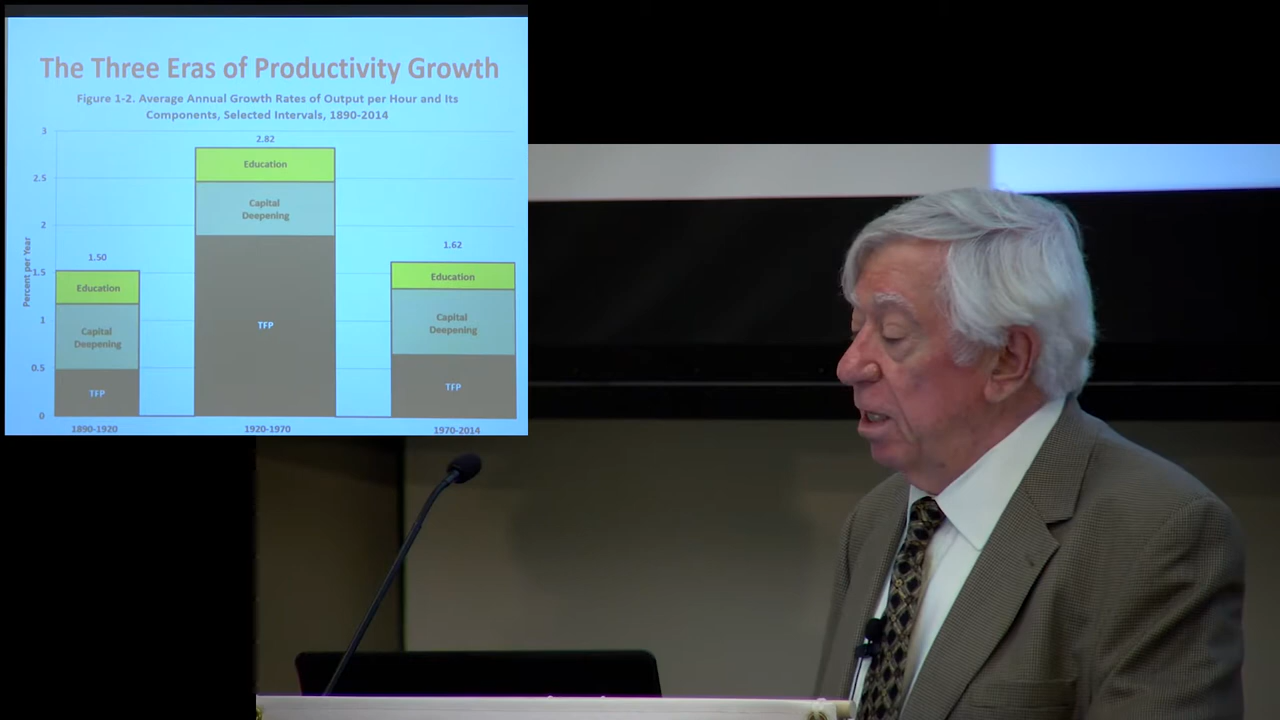 The Three Eras of Productivity Growth
Figure 1-2. Average Annual Growth Rates of Output per Hour and Its
Components, Selected Intervals, 1890-2014
3
2.5
2
1.5
1
0.5
0
Percent per Year
1.50
Education
Capital
Deepening
TFP
1890-1920
2.82
Education
Capital
Deepening
TFP
1920-1970
1.62
Education
Capital
Deepening
TFP
1970-2014